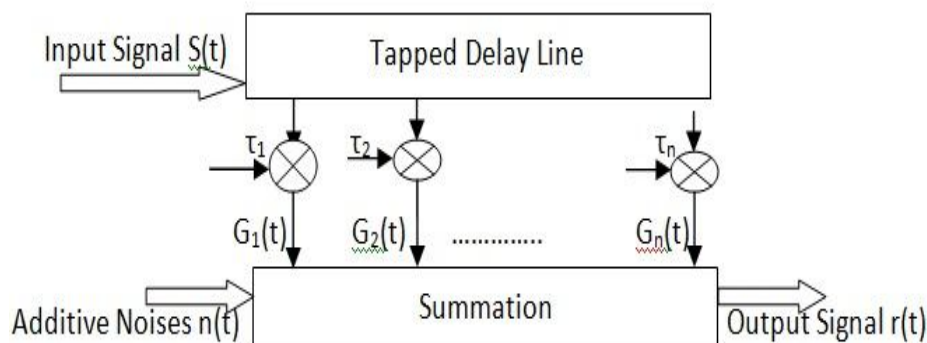 Input Signal S(t)
Tapped Delay Line
τ₁
τ₂
τₙ
G₁(t)
G₂(t)
…………..
Gₙ(t)
Additive Noises n(t)
Summation
Output Signal r(t)